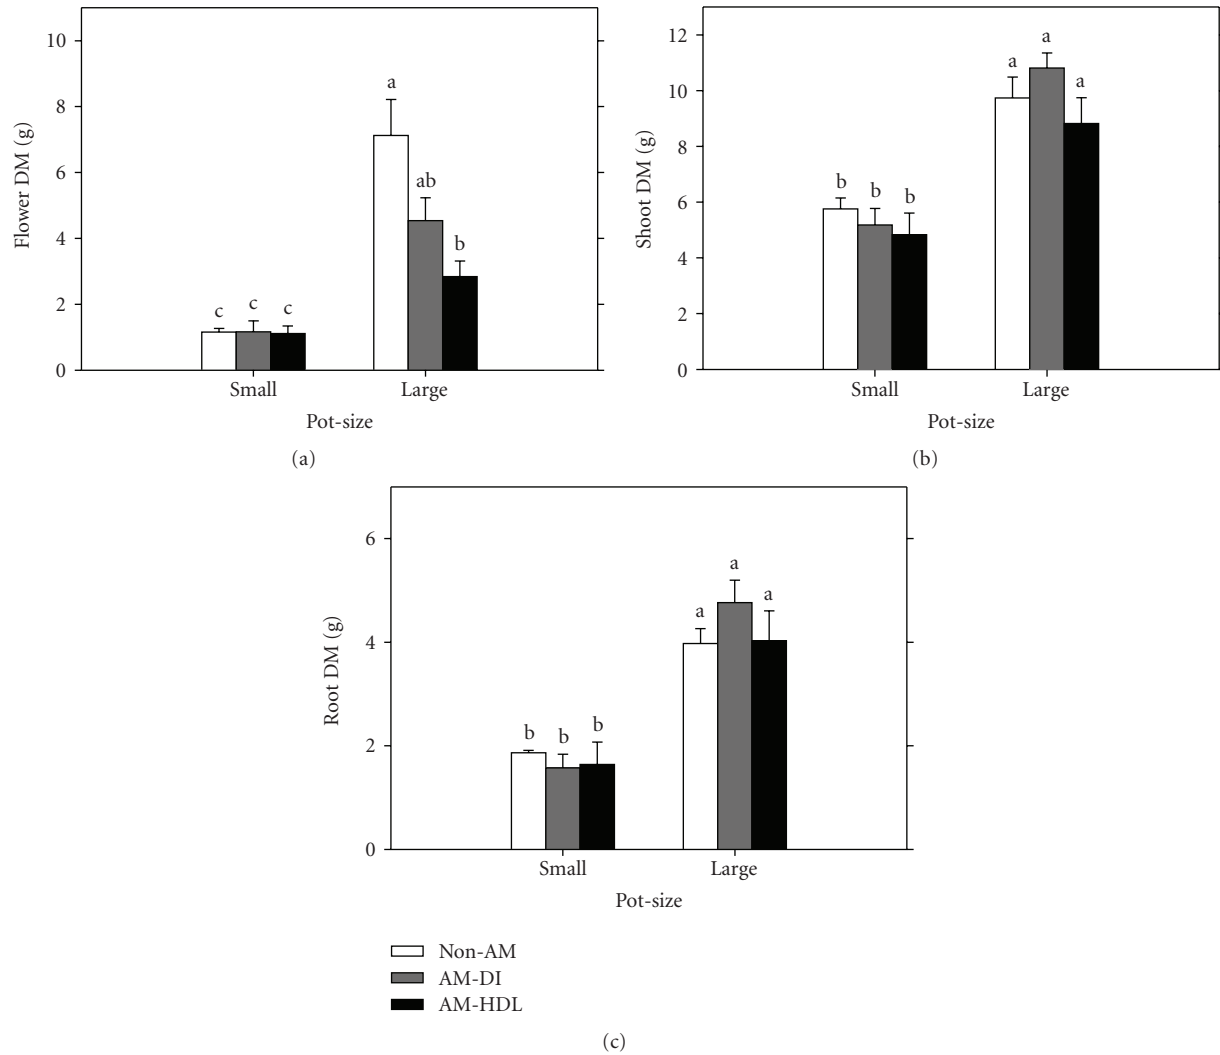 10
8
6
4
2
0
Flower DM (g)
a
ab
b
c c c
Small Large
Pot-size
(a)
12
10
8
6
4
2
0
Shoot DM (g)
a
a
a
b b b
Small Large
Pot-size
(b)
6
4
2
0
Root DM (g)
a
a
a
b b b
Small Large
Pot-size
Non-AM
AM-DI
AM-HDL
(c)